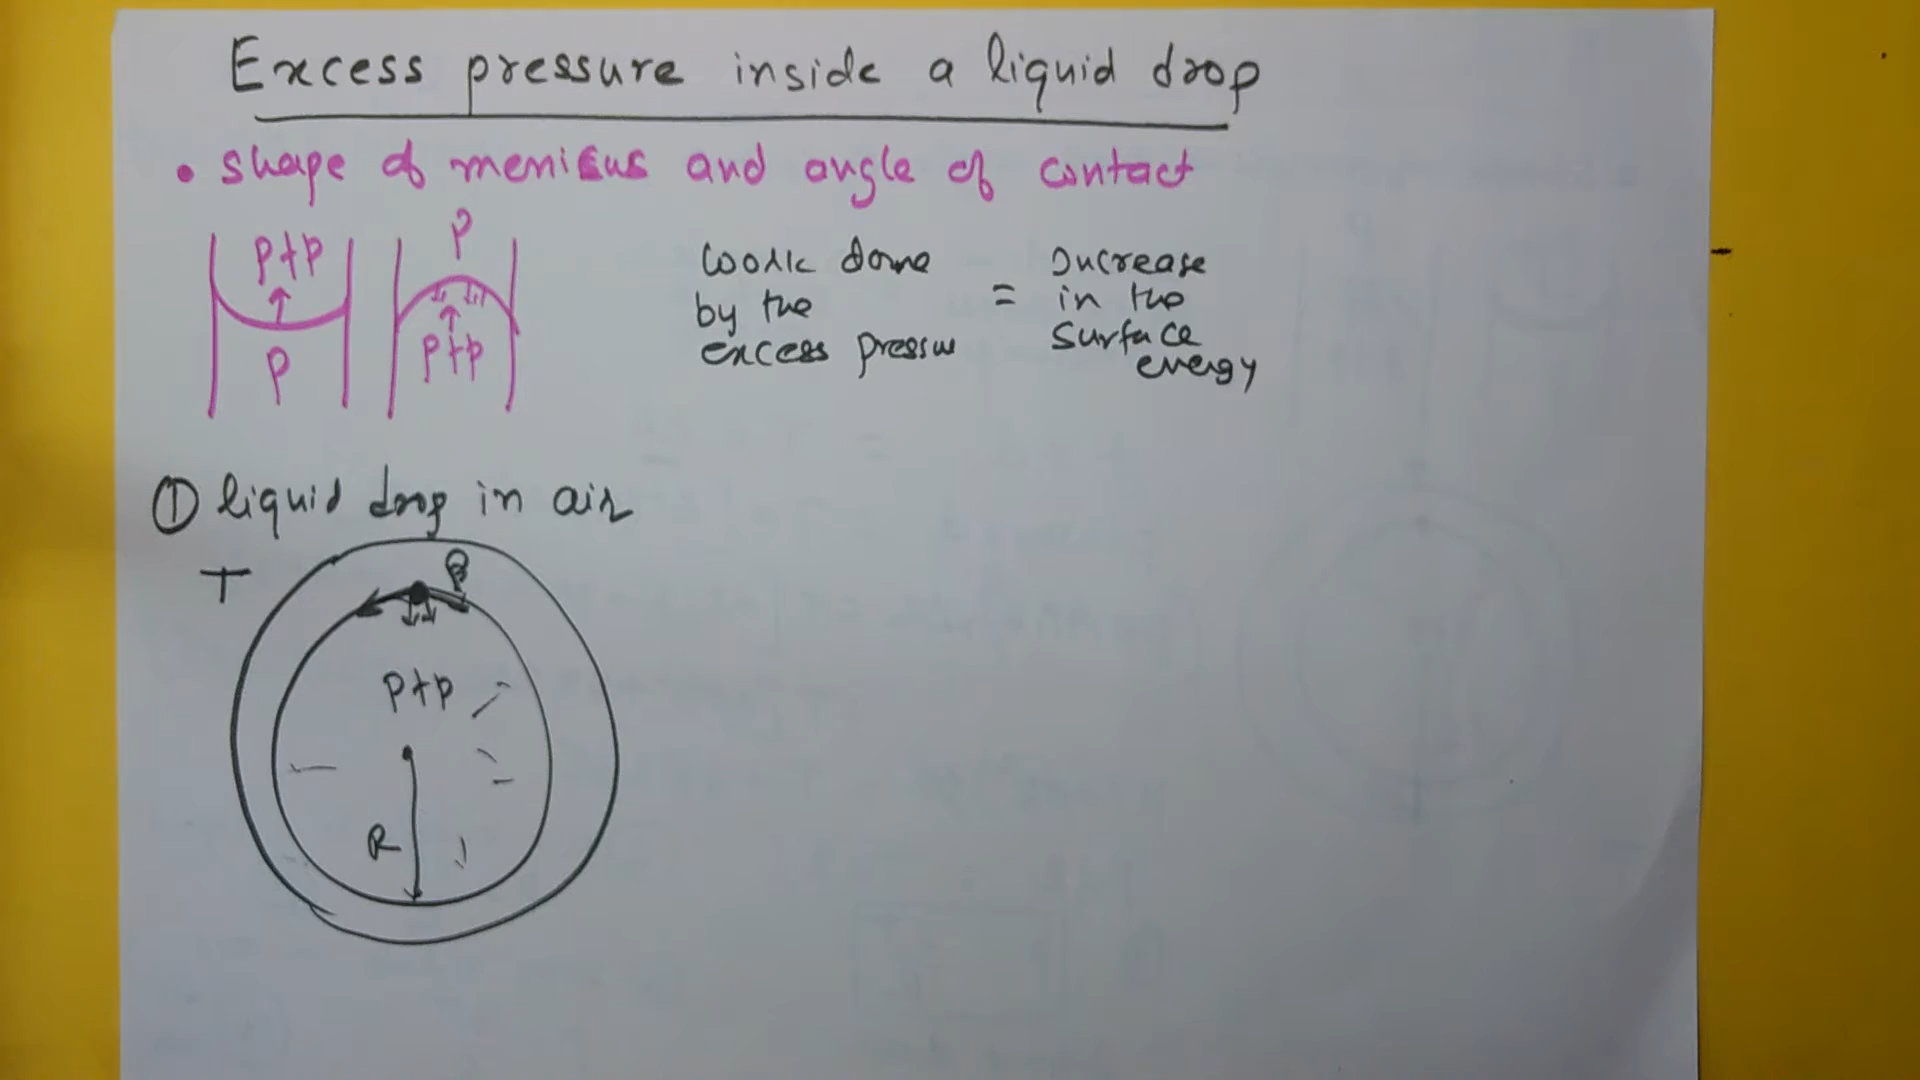 Excess pressure inside a liquid drop
• shape of meniscus and angle of contact
P+p
P
P
P+p
Work done
by the
excess pressu
=
Increase
in the
Surface
energy
① liquid drop in air
T
P+p
R